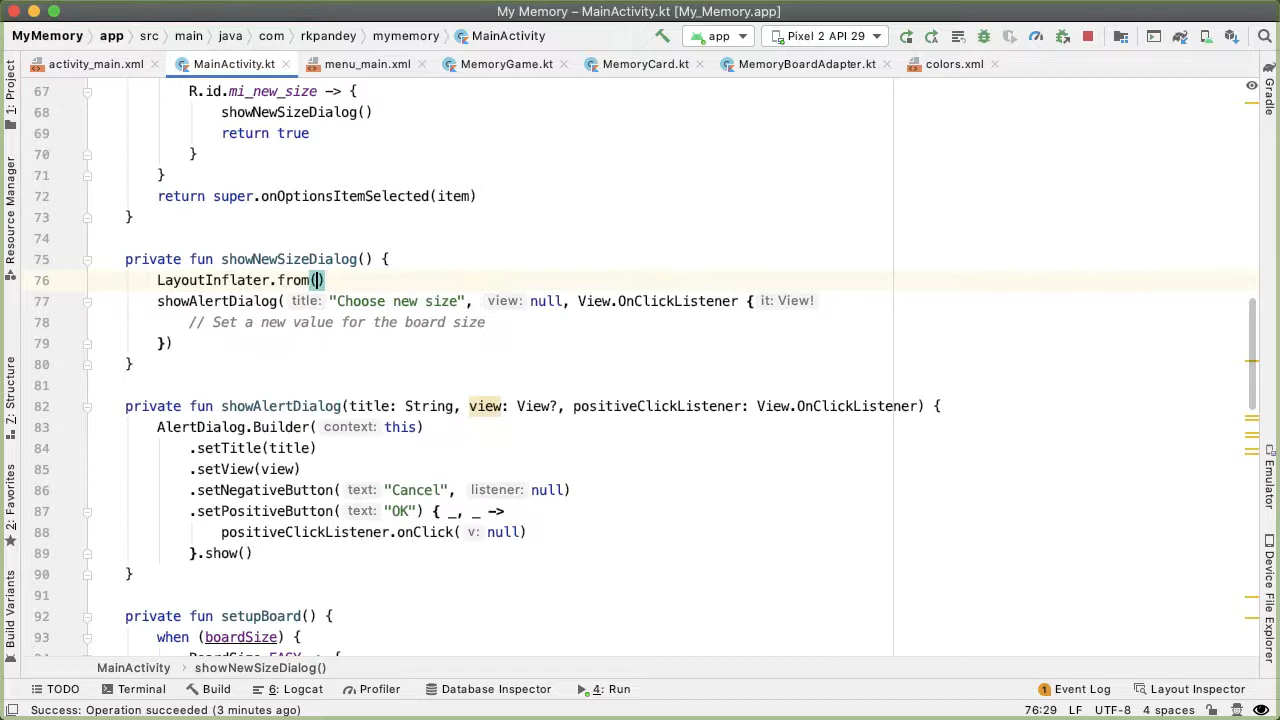 My Memory – MainActivity.kt [My_Memory.app]
MyMemory app src main java com rkpandey mymemory MainActivity app Pixel 2 API 29
activity_main.xml MainActivity.kt menu_main.xml MemoryGame.kt MemoryCard.kt MemoryBoardAdapter.kt colors.xml
1: Project
Resource Manager
7: Structure
2: Favorites
Build Variants
67 R.id.mi_new_size -> {
68 showNewSizeDialog()
69 return true
70 }
71 }
72 return super.onOptionsItemSelected(item)
73 }
74
75 private fun showNewSizeDialog() {
76 LayoutInflater.from()
77 showAlertDialog( title: "Choose new size", view: null, View.OnClickListener { it: View!
78 // Set a new value for the board size
79 })
80 }
81
82 private fun showAlertDialog(title: String, view: View?, positiveClickListener: View.OnClickListener) {
83 AlertDialog.Builder( context: this)
84 .setTitle(title)
85 .setView(view)
86 .setNegativeButton( text: "Cancel", listener: null)
87 .setPositiveButton( text: "OK") { _, _ ->
88 positiveClickListener.onClick( v: null)
89 }.show()
90 }
91
92 private fun setupBoard() {
93 when (boardSize) {
Gradle
Emulator
Device File Explorer
MainActivity showNewSizeDialog()
TODO Terminal Build 6: Logcat Profiler Database Inspector 4: Run 1 Event Log Layout Inspector
Success: Operation succeeded (3 minutes ago) 76:29 LF UTF-8 4 spaces